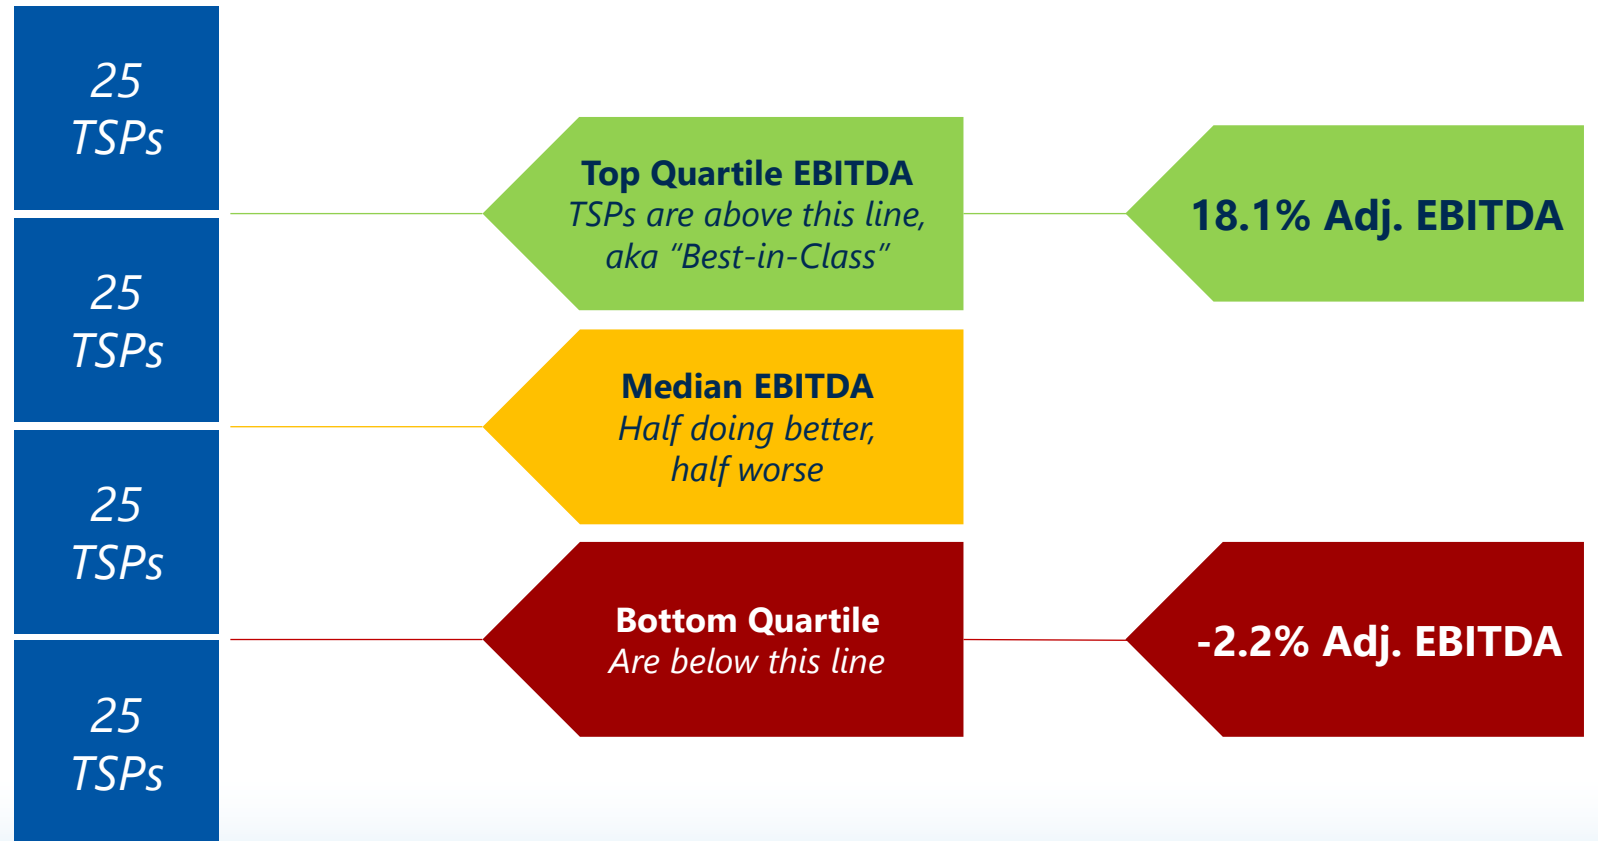 25
TSPs
25
TSPs
25
TSPs
25
TSPs
Top Quartile EBITDA
TSPs are above this line,
aka “Best-in-Class”
18.1% Adj. EBITDA
Median EBITDA
Half doing better,
half worse
Bottom Quartile
Are below this line
-2.2% Adj. EBITDA